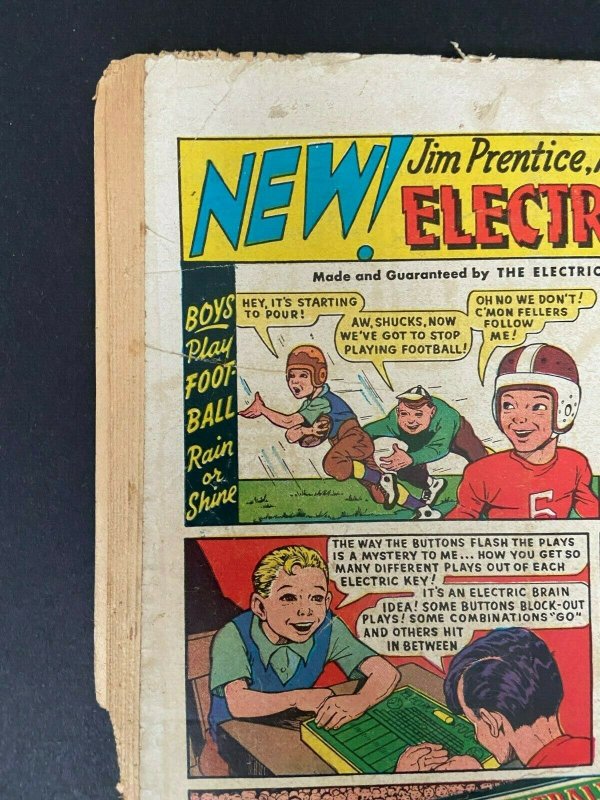 NEW! Jim Prentice,
ELECTR
Made and Guaranteed by THE ELECTRIC
BOYS
Play
FOOT-
BALL
Rain
or
Shine
HEY, IT'S STARTING
TO POUR!
AW, SHUCKS, NOW
WE'VE GOT TO STOP
PLAYING FOOTBALL!
OH NO WE DON'T!
C'MON FELLERS
FOLLOW
ME!
5
THE WAY THE BUTTONS FLASH THE PLAYS
IS A MYSTERY TO ME... HOW YOU GET SO
MANY DIFFERENT PLAYS OUT OF EACH
ELECTRIC KEY!
IT'S AN ELECTRIC BRAIN
IDEA! SOME BUTTONS BLOCK-OUT
PLAYS! SOME COMBINATIONS "GO"
AND OTHERS HIT
IN BETWEEN